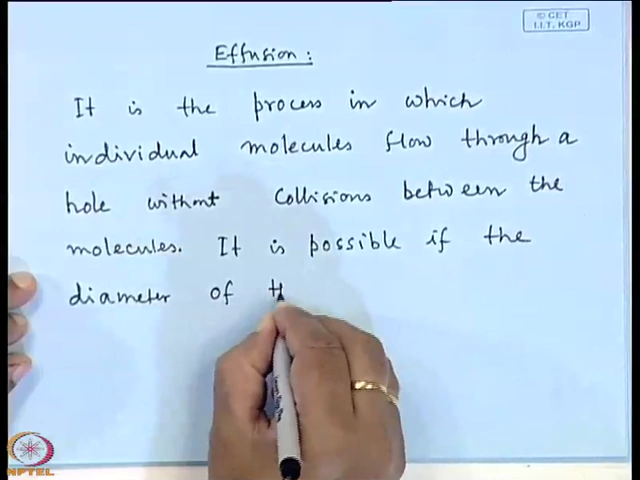 © CET
I.I.T. KGP
Effusion:
It is the process in which
individual molecules flow through a
hole without collisions between the
molecules. It is possible if the
diameter of t
NPTEL